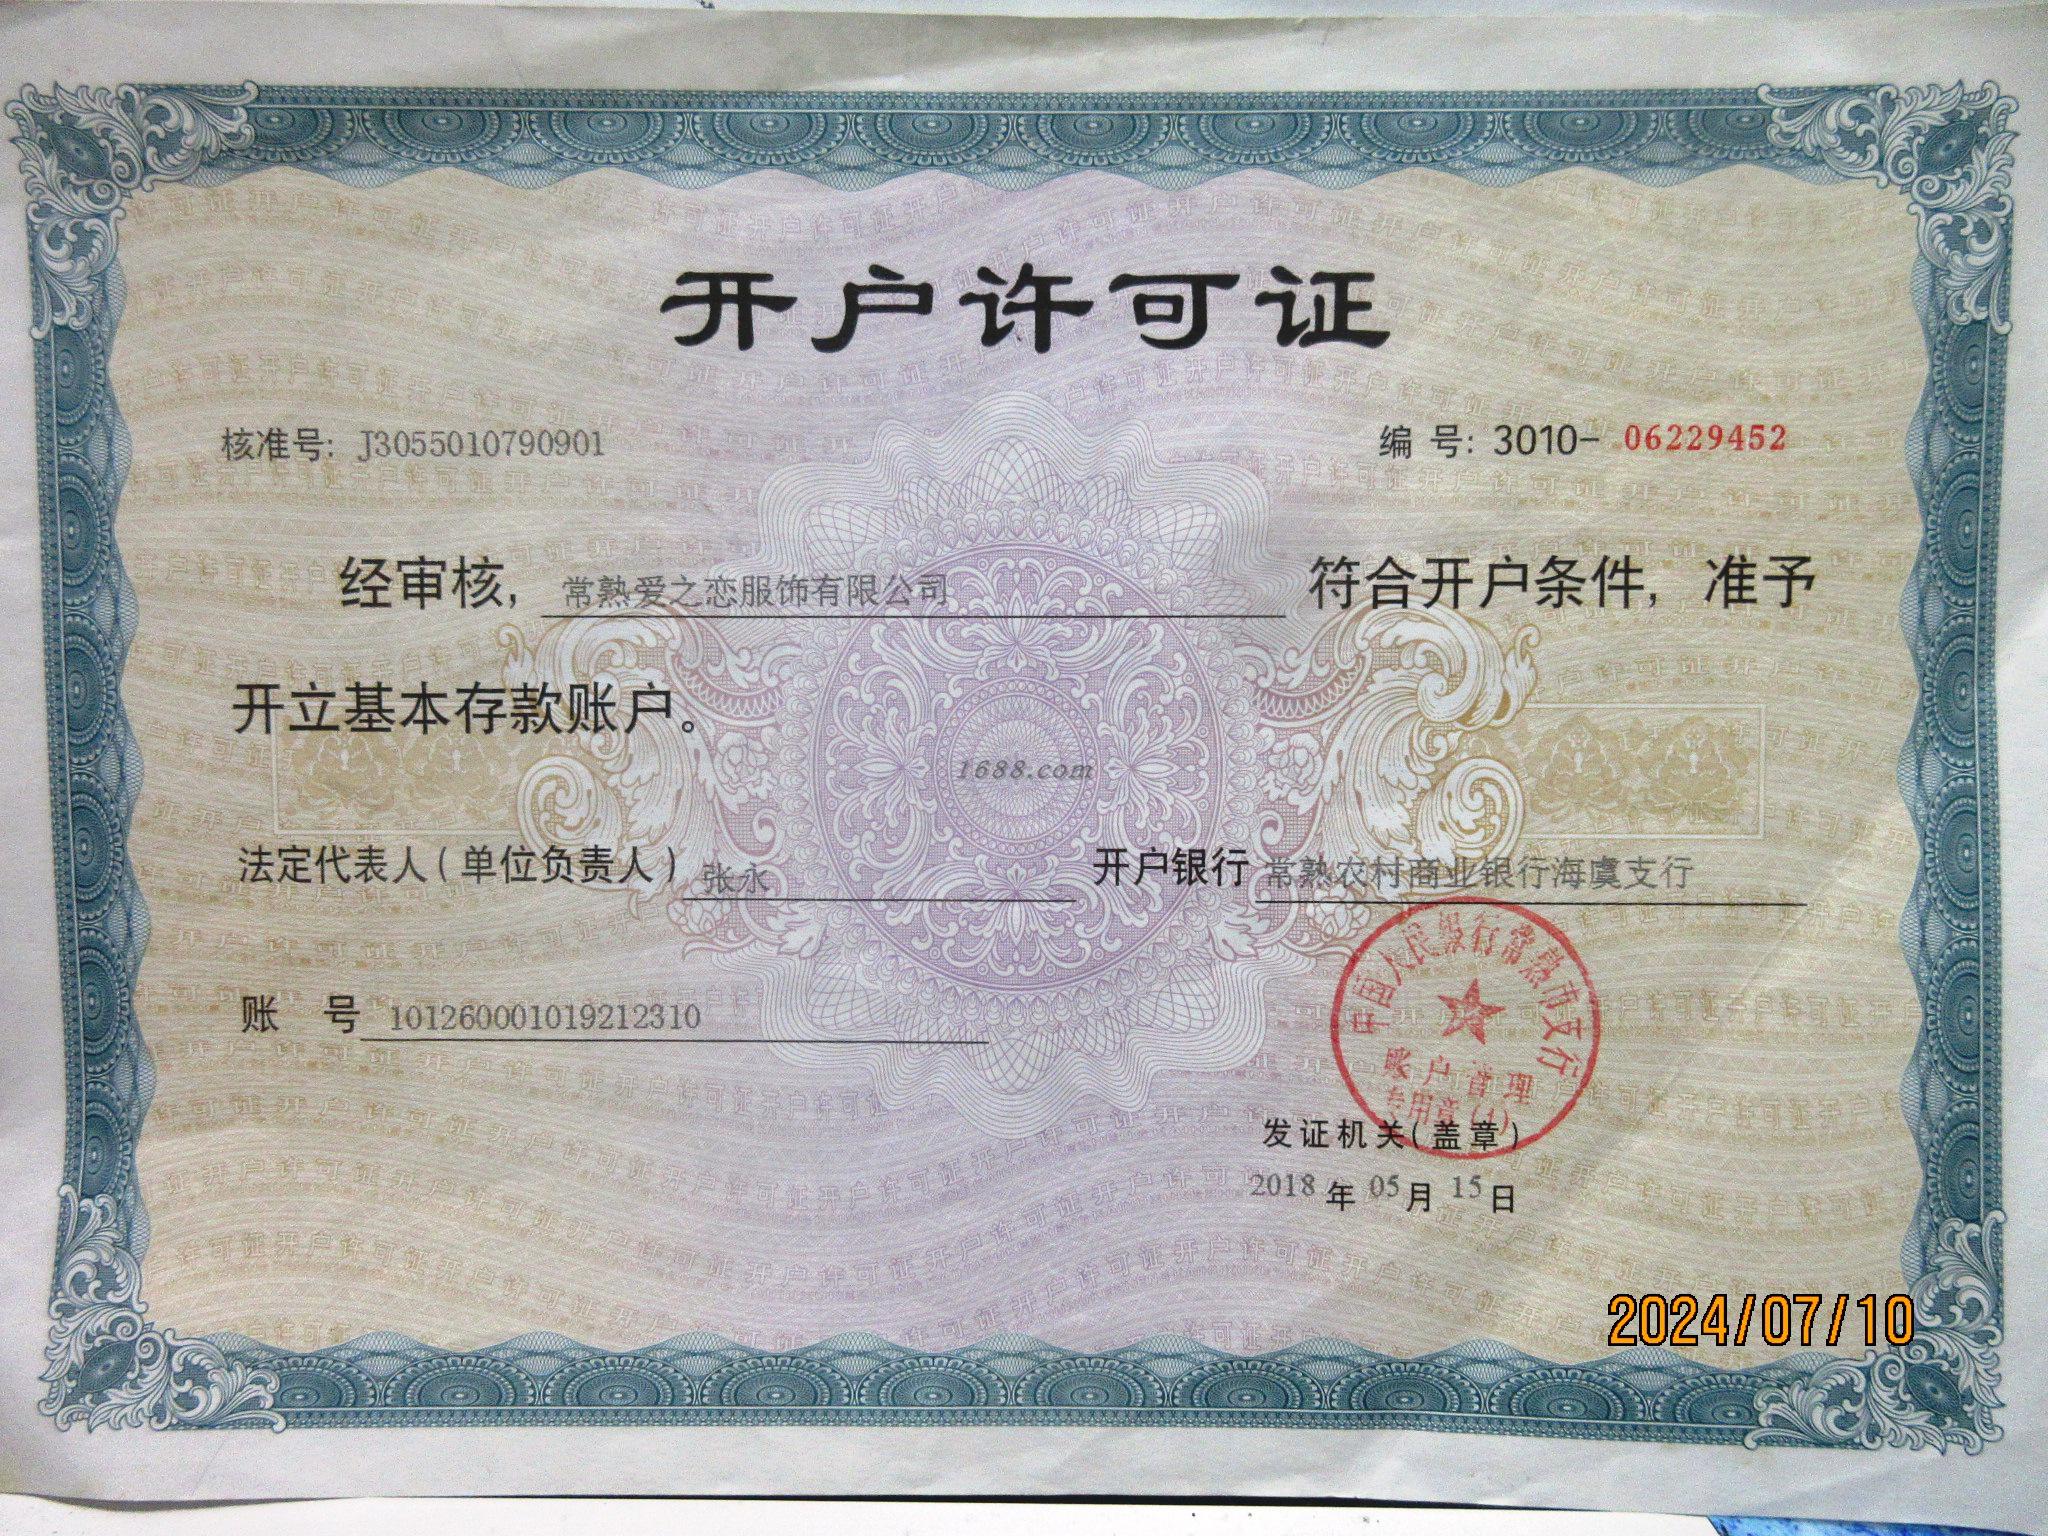 开户许可证
核准号: J3055010790901
编 号: 3010- 06229452
经审核, 常熟爱之恋服饰有限公司 符合开户条件, 准予
开立基本存款账户。
1688.com
法定代表人(单位负责人) 张永 开户银行 常熟农村商业银行海虞支行
账 号 101260001019212310
中国人民银行常熟市支行
账户管理
专用章(1)
发证机关(盖章)
2018 年 05 月 15 日
2024/07/10